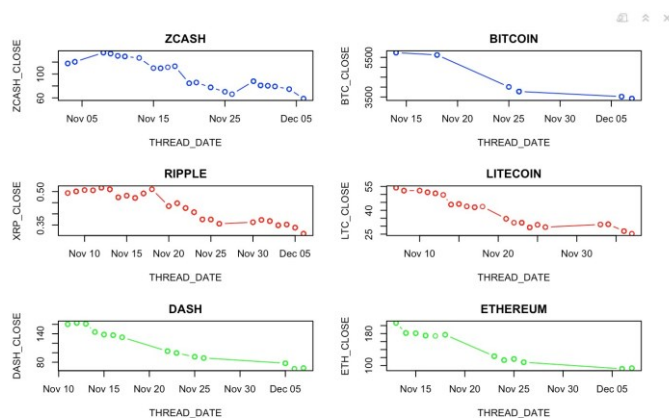 ZCASH
ZCASH_CLOSE
60 100
Nov 05 Nov 15 Nov 25 Dec 05
THREAD_DATE
BITCOIN
BTC_CLOSE
3500 5500
Nov 15 Nov 20 Nov 25 Nov 30 Dec 05
THREAD_DATE
RIPPLE
XRP_CLOSE
0.35 0.50
Nov 10 Nov 15 Nov 20 Nov 25 Nov 30 Dec 05
THREAD_DATE
LITECOIN
LTC_CLOSE
25 40 55
Nov 10 Nov 20 Nov 30
THREAD_DATE
DASH
DASH_CLOSE
80 140
Nov 10 Nov 15 Nov 20 Nov 25 Nov 30 Dec 05
THREAD_DATE
ETHEREUM
ETH_CLOSE
100 180
Nov 15 Nov 20 Nov 25 Nov 30 Dec 05
THREAD_DATE